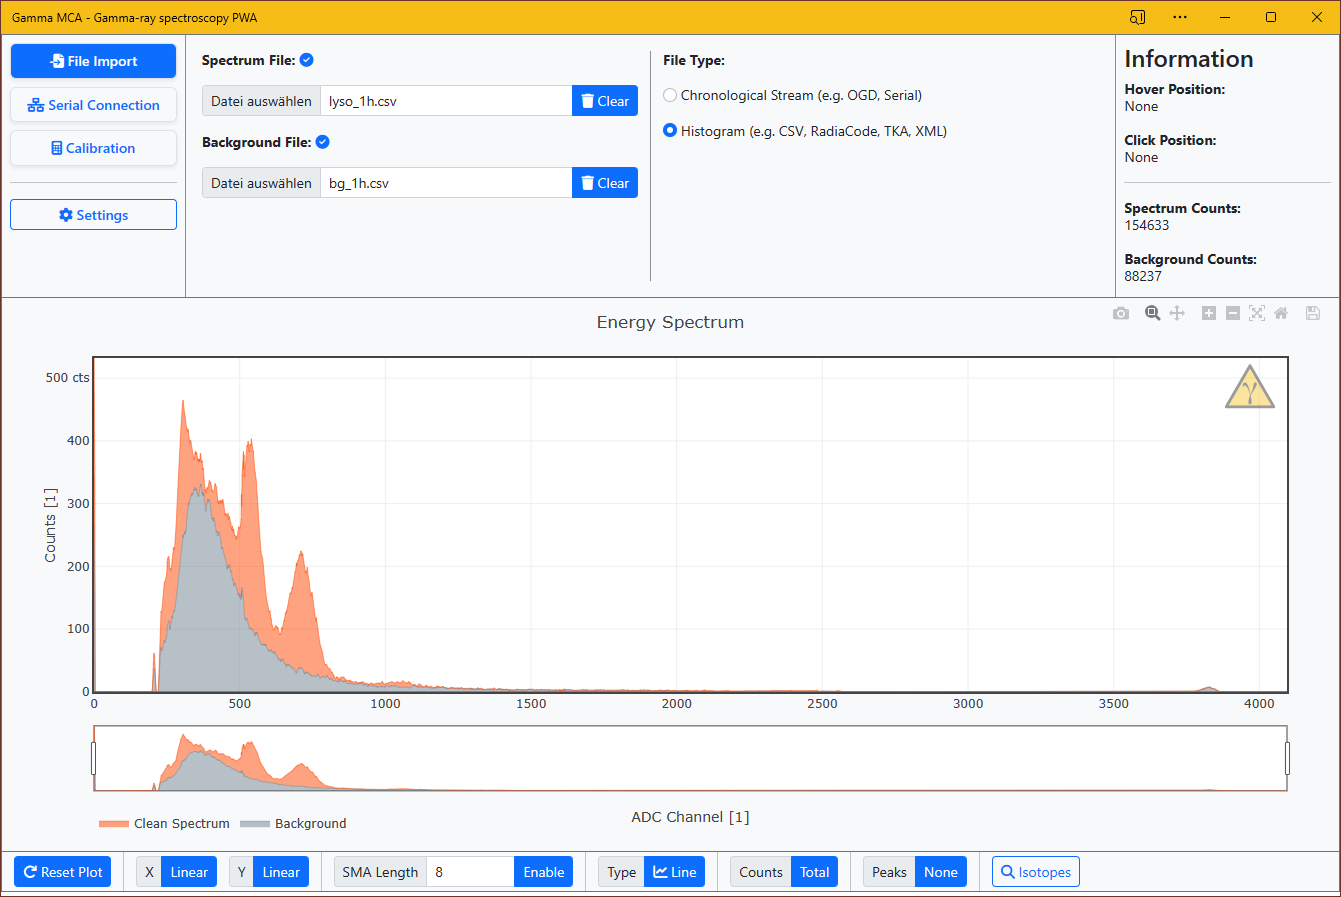 Gamma MCA - Gamma-ray spectroscopy PWA
File Import
Serial Connection
Calibration
Settings
Spectrum File:
Datei auswählen lyso_1h.csv Clear
Background File:
Datei auswählen bg_1h.csv Clear
File Type:
Chronological Stream (e.g. OGD, Serial)
Histogram (e.g. CSV, RadiaCode, TKA, XML)
Information
Hover Position:
None
Click Position:
None
Spectrum Counts:
154633
Background Counts:
88237
Energy Spectrum
500 cts
400
300
200
100
0
Counts [1]
γ
0 500 1000 1500 2000 2500 3000 3500 4000
ADC Channel [1]
Clean Spectrum Background
Reset Plot X Linear Y Linear SMA Length 8 Enable Type Line Counts Total Peaks None Isotopes